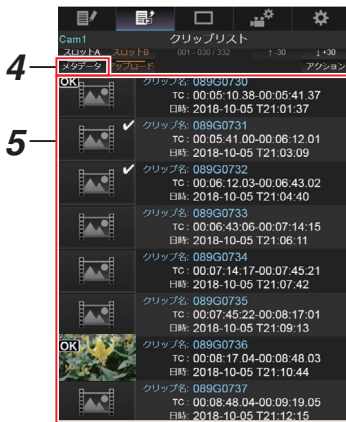 Cam1 クリップリスト
スロットA スロットB 001-030 / 332 ↑-30 ↓+30
4 メタデータ アップロード アクション
5
OK クリップ名: 089G0730
TC : 00:05:10.38-00:05:41.37
日時: 2018-10-05 T21:01:37
クリップ名: 089G0731
TC : 00:05:41.00-00:06:12.01
日時: 2018-10-05 T21:03:09
クリップ名: 089G0732
TC : 00:06:12.03-00:06:43.02
日時: 2018-10-05 T21:04:40
クリップ名: 089G0733
TC : 00:06:43.06-00:07:14:15
日時: 2018-10-05 T21:06:11
クリップ名: 089G0734
TC : 00:07:14:17-00:07:45:21
日時: 2018-10-05 T21:07:42
クリップ名: 089G0735
TC : 00:07:45:22-00:08:17:01
日時: 2018-10-05 T21:09:13
OK クリップ名: 089G0736
TC : 00:08:17.04-00:08:48.03
日時: 2018-10-05 T21:10:44
クリップ名: 089G0737
TC : 00:08:48.04-00:09:19.05
日時: 2018-10-05 T21:12:15